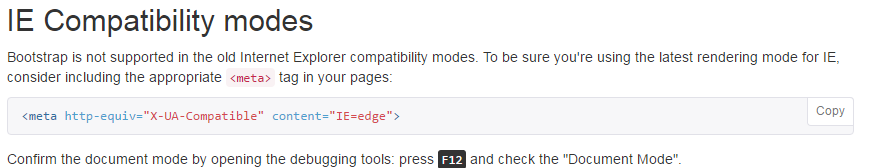 IE Compatibility modes
Bootstrap is not supported in the old Internet Explorer compatibility modes. To be sure you're using the latest rendering mode for IE,
consider including the appropriate <meta> tag in your pages:
Copy
<meta http-equiv="X-UA-Compatible" content="IE=edge">
Confirm the document mode by opening the debugging tools: press F12 and check the "Document Mode".